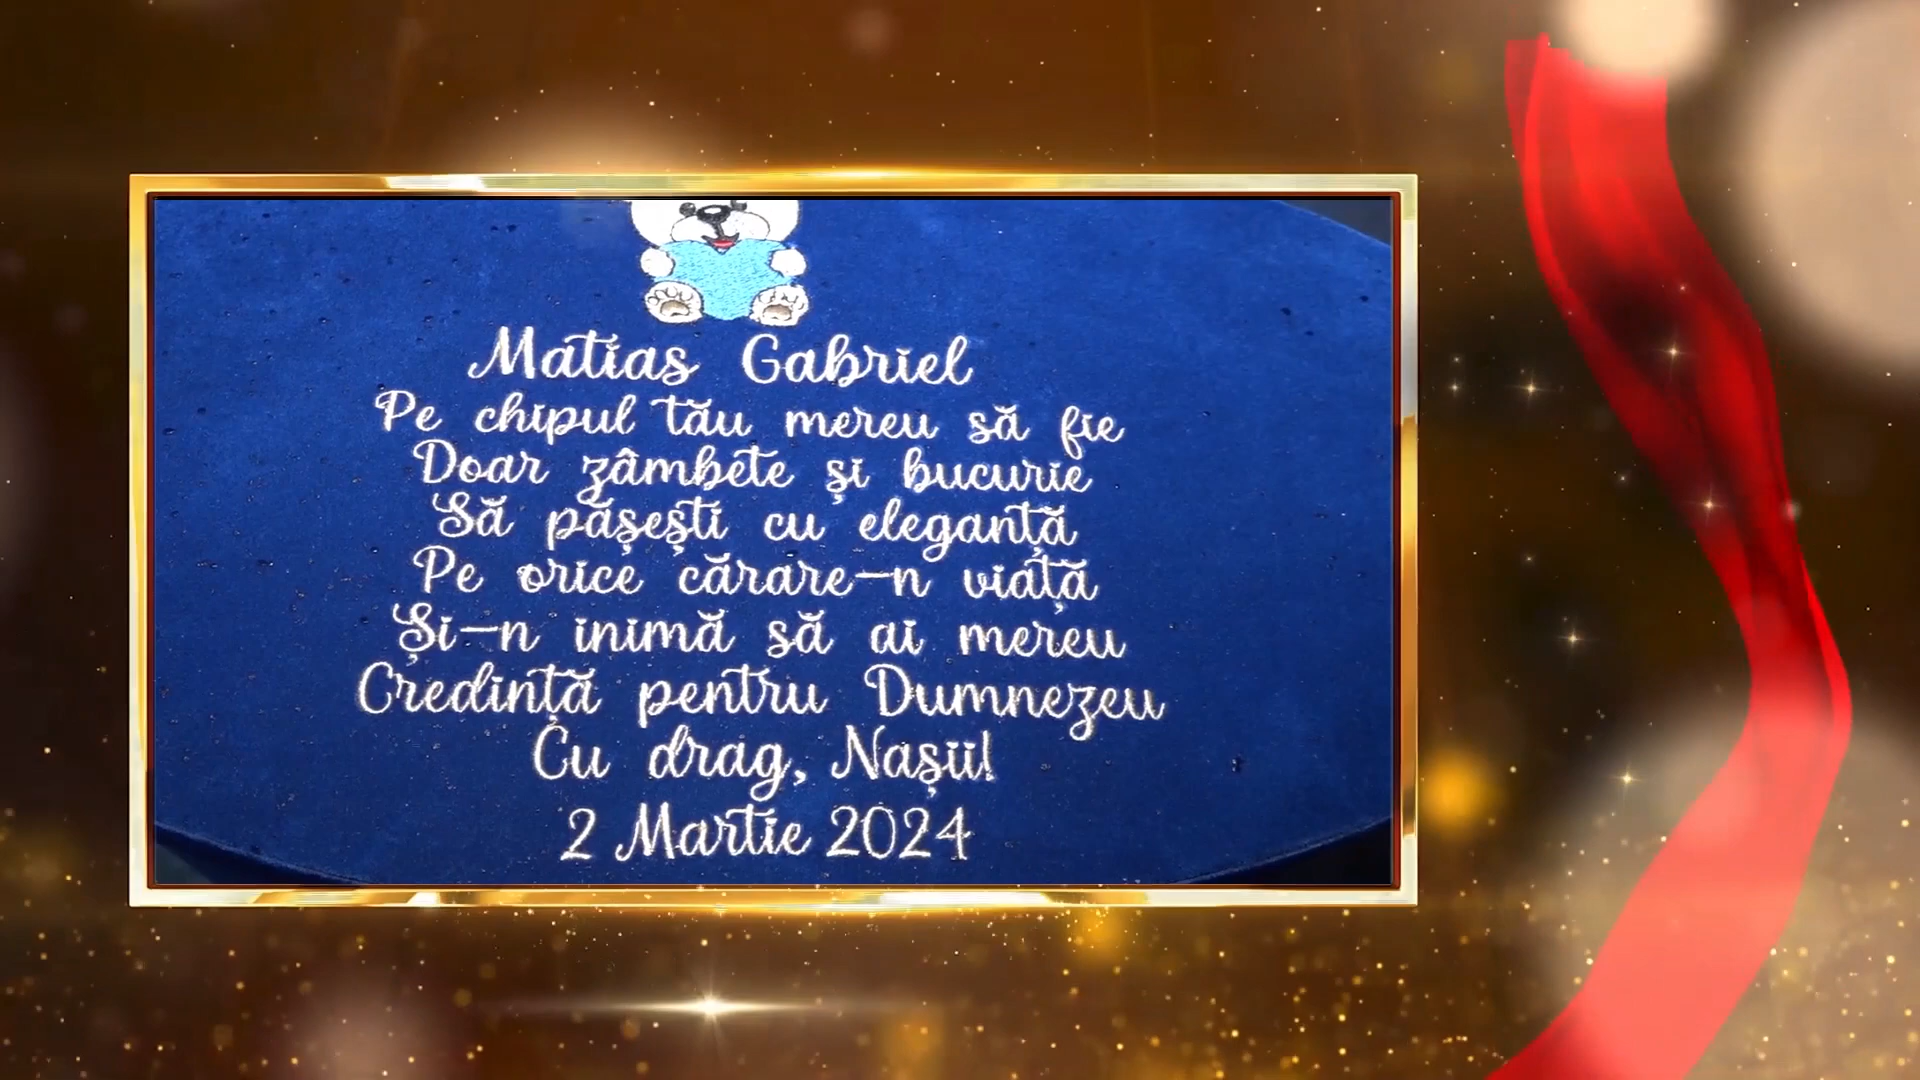 Matias Gabriel
Pe chipul tău mereu să fie
Doar zâmbete și bucurie
Să pășești cu eleganță
Pe orice cărare-n viață
Și-n inimă să ai mereu
Credință pentru Dumnezeu
Cu drag, Nașii!
2 Martie 2024